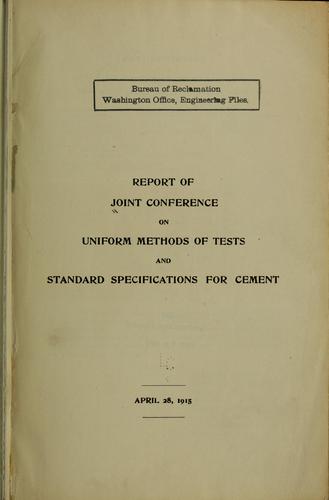 Bureau of Reclamation
Washington Office, Engineering Files.
REPORT OF
JOINT CONFERENCE
ON
UNIFORM METHODS OF TESTS
AND
STANDARD SPECIFICATIONS FOR CEMENT
APRIL 28, 1915